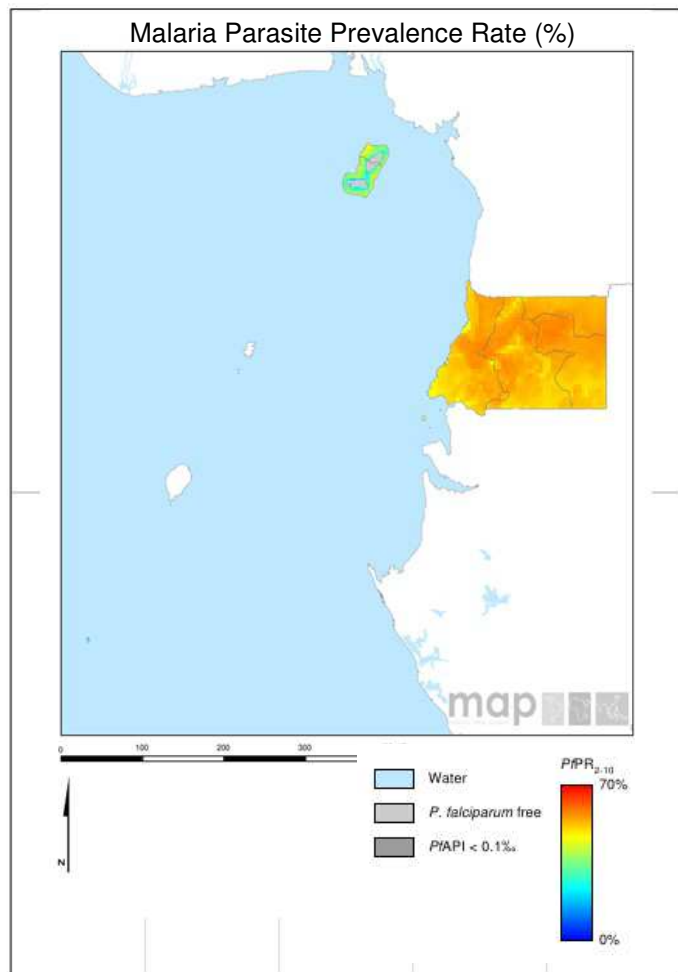 Malaria Parasite Prevalence Rate (%)
map
0 100 200 300
N
Water
P. falciparum free
PfAPI < 0.1‰
PfPR2-10
70%
0%